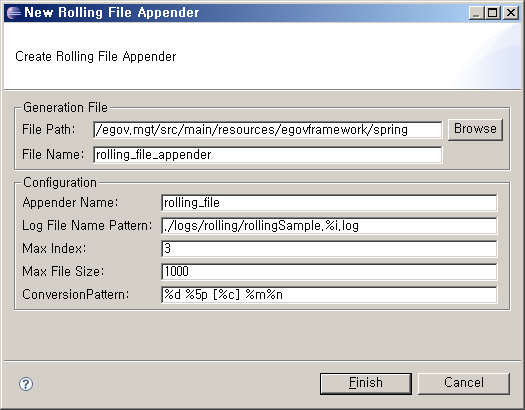 New Rolling File Appender
Create Rolling File Appender
Generation File
File Path: /egov.mgt/src/main/resources/egovframework/spring Browse
File Name: rolling_file_appender
Configuration
Appender Name: rolling_file
Log File Name Pattern: ./logs/rolling/rollingSample.%i.log
Max Index: 3
Max File Size: 1000
ConversionPattern: %d %5p [%c] %m%n
? Finish Cancel